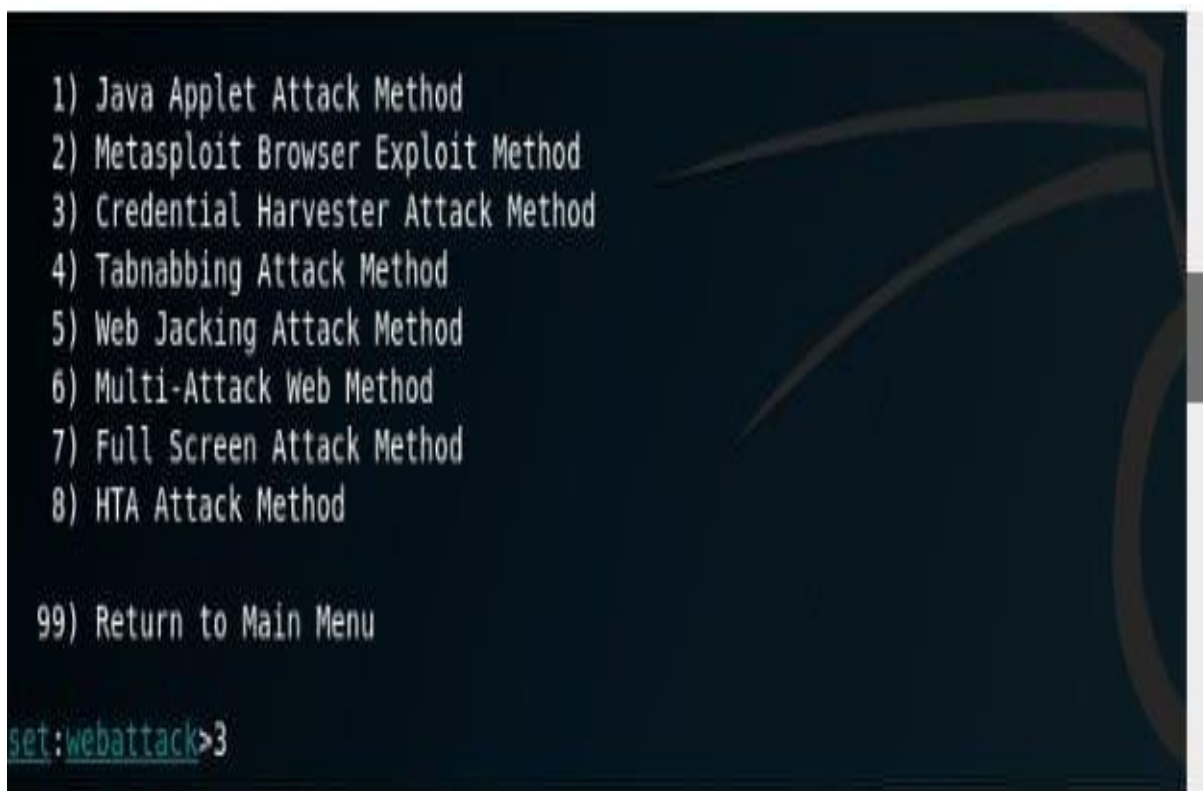 1) Java Applet Attack Method
2) Metasploit Browser Exploit Method
3) Credential Harvester Attack Method
4) Tabnabbing Attack Method
5) Web Jacking Attack Method
6) Multi-Attack Web Method
7) Full Screen Attack Method
8) HTA Attack Method
99) Return to Main Menu
set:webattack>3